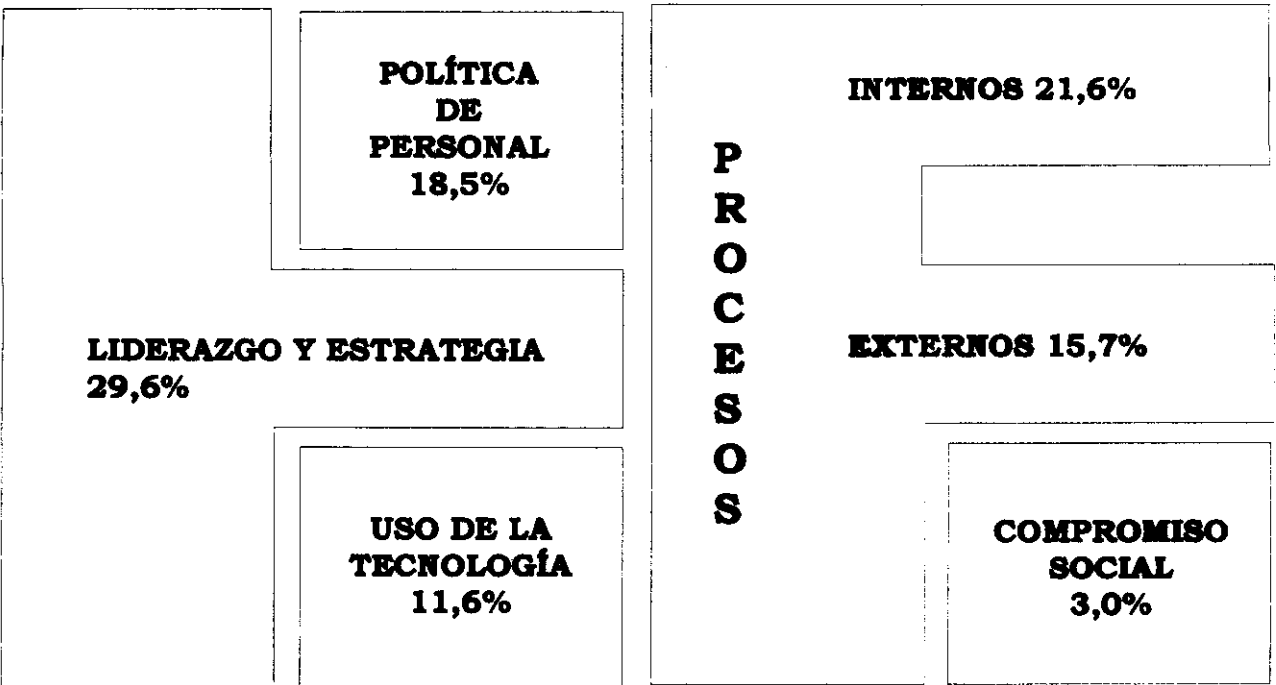 POLÍTICA
DE
PERSONAL
18,5%
LIDERAZGO Y ESTRATEGIA
29,6%
USO DE LA
TECNOLOGÍA
11,6%
PROCESOS
INTERNOS 21,6%
EXTERNOS 15,7%
COMPROMISO
SOCIAL
3,0%